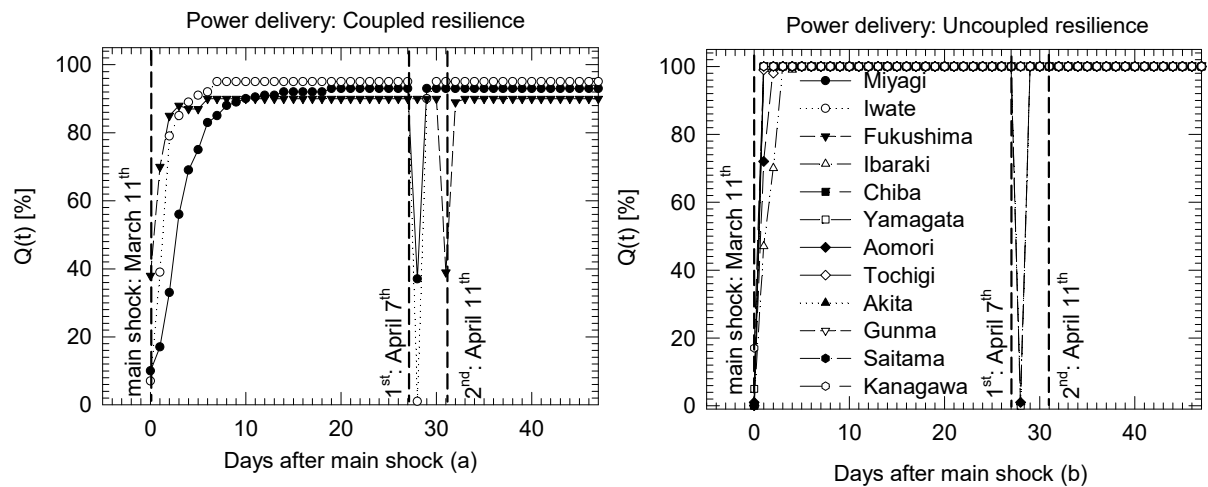 Power delivery: Coupled resilience
100
80
60
40
20
0
Q(t) [%]
main shock: March 11th
1st: April 7th
2nd: April 11th
0
10
20
30
40
Days after main shock (a)
Power delivery: Uncoupled resilience
100
80
60
40
20
0
Q(t) [%]
main shock: March 11th
Miyagi
Iwate
Fukushima
Ibaraki
Chiba
Yamagata
Aomori
Tochigi
Akita
Gunma
Saitama
Kanagawa
1st: April 7th
2nd: April 11th
0
10
20
30
40
Days after main shock (b)